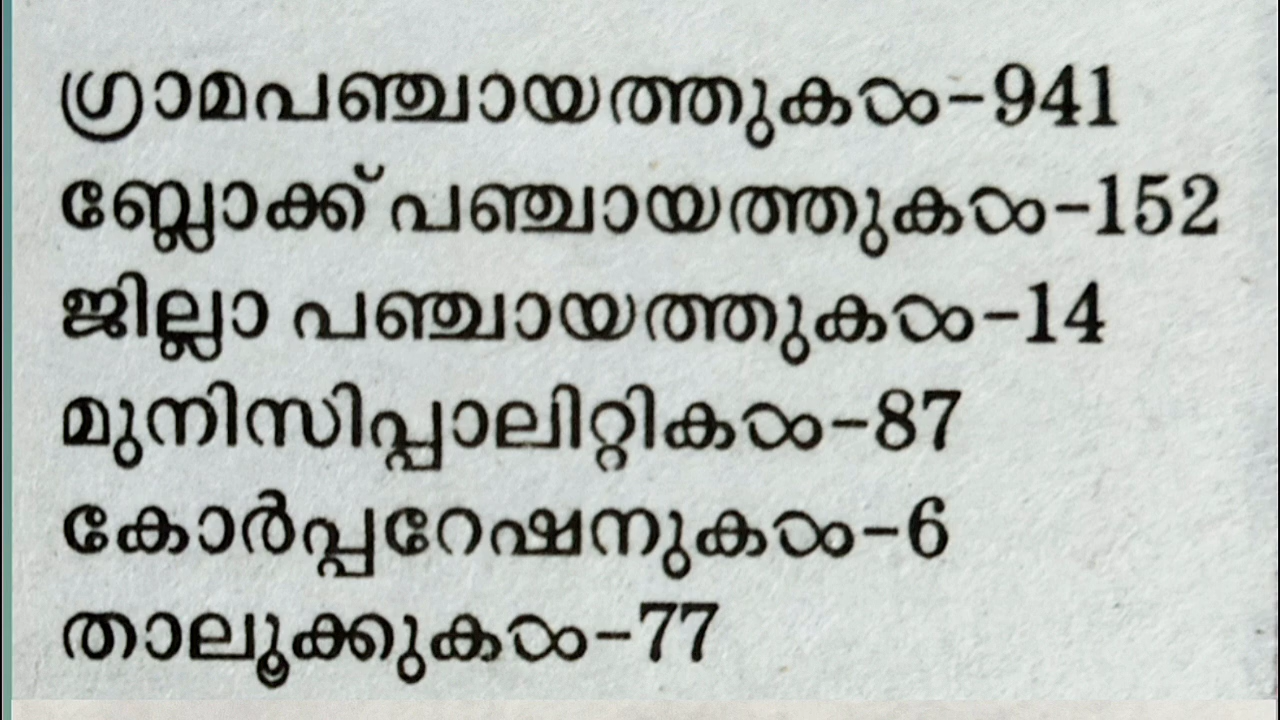 ഗ്രാമപഞ്ചായത്തുകൾ-941
ബ്ലോക്ക് പഞ്ചായത്തുകൾ-152
ജില്ലാ പഞ്ചായത്തുകൾ-14
മുനിസിപ്പാലിറ്റികൾ-87
കോർപ്പറേഷനുകൾ-6
താലൂക്കുകൾ-77